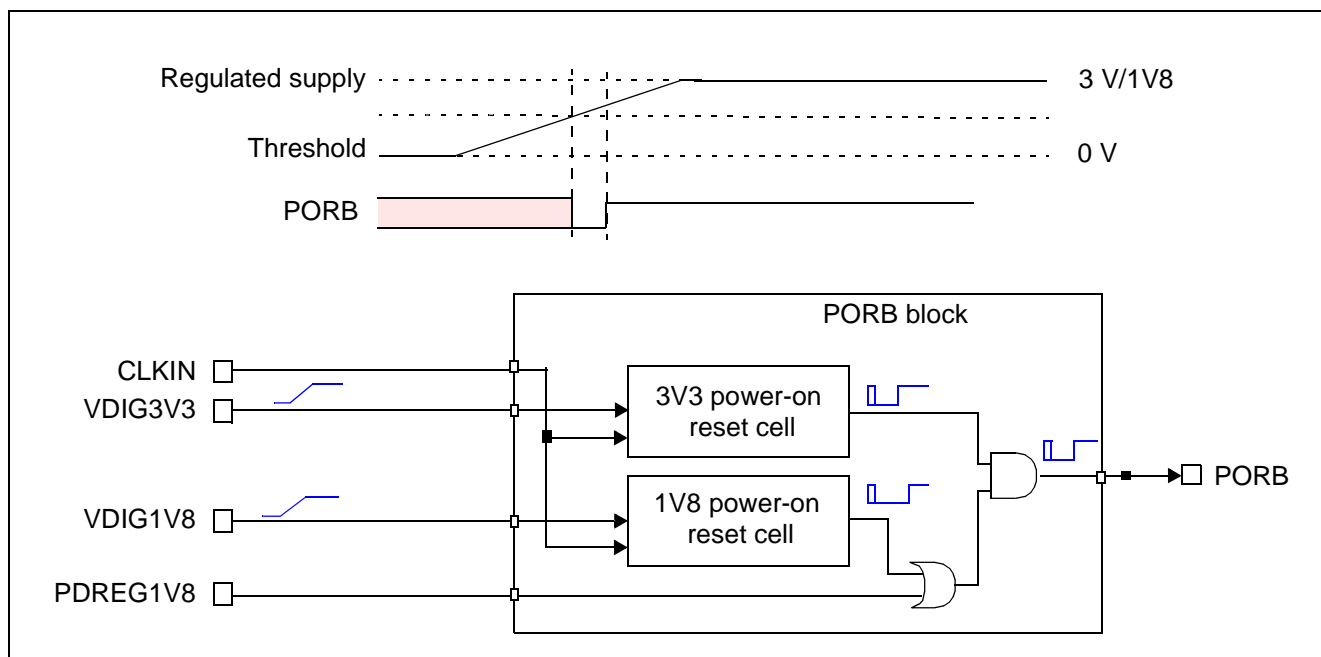 Regulated supply
3 V/1V8
Threshold
0 V
PORB
PORB block
CLKIN
VDIG3V3
3V3 power-on
reset cell
PORB
VDIG1V8
1V8 power-on
reset cell
PDREG1V8